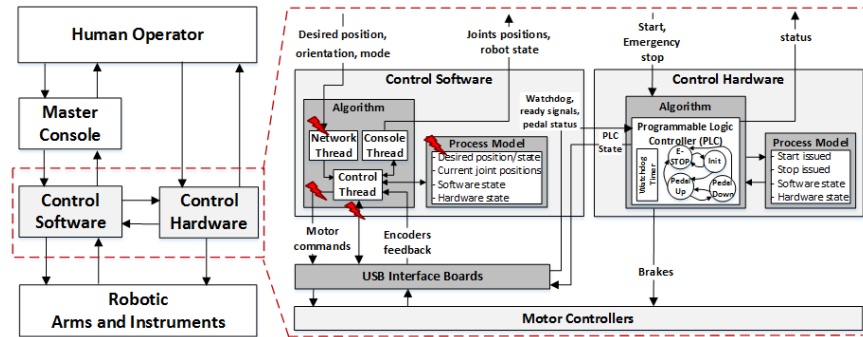 Human Operator
Master
Console
Control
Software
Control
Hardware
Robotic
Arms and Instruments
Desired position,
orientation, mode
Joints positions,
robot state
Start,
Emergency
stop
status
Control Software
Algorithm
Network
Thread
Console
Thread
Control
Thread
Process Model
- Desired position/state
- Current joint positions
- Software state
- Hardware state
Watchdog,
ready signals,
pedal status
PLC
State
Control Hardware
Algorithm
Programmable Logic
Controller (PLC)
Watchdog
Timer
E-
STOP
Init
Pedal
Up
Pedal
Down
Process Model
- Start issued
- Stop issued
- Software state
- Hardware state
Motor
commands
Encoders
feedback
Brakes
USB Interface Boards
Motor Controllers